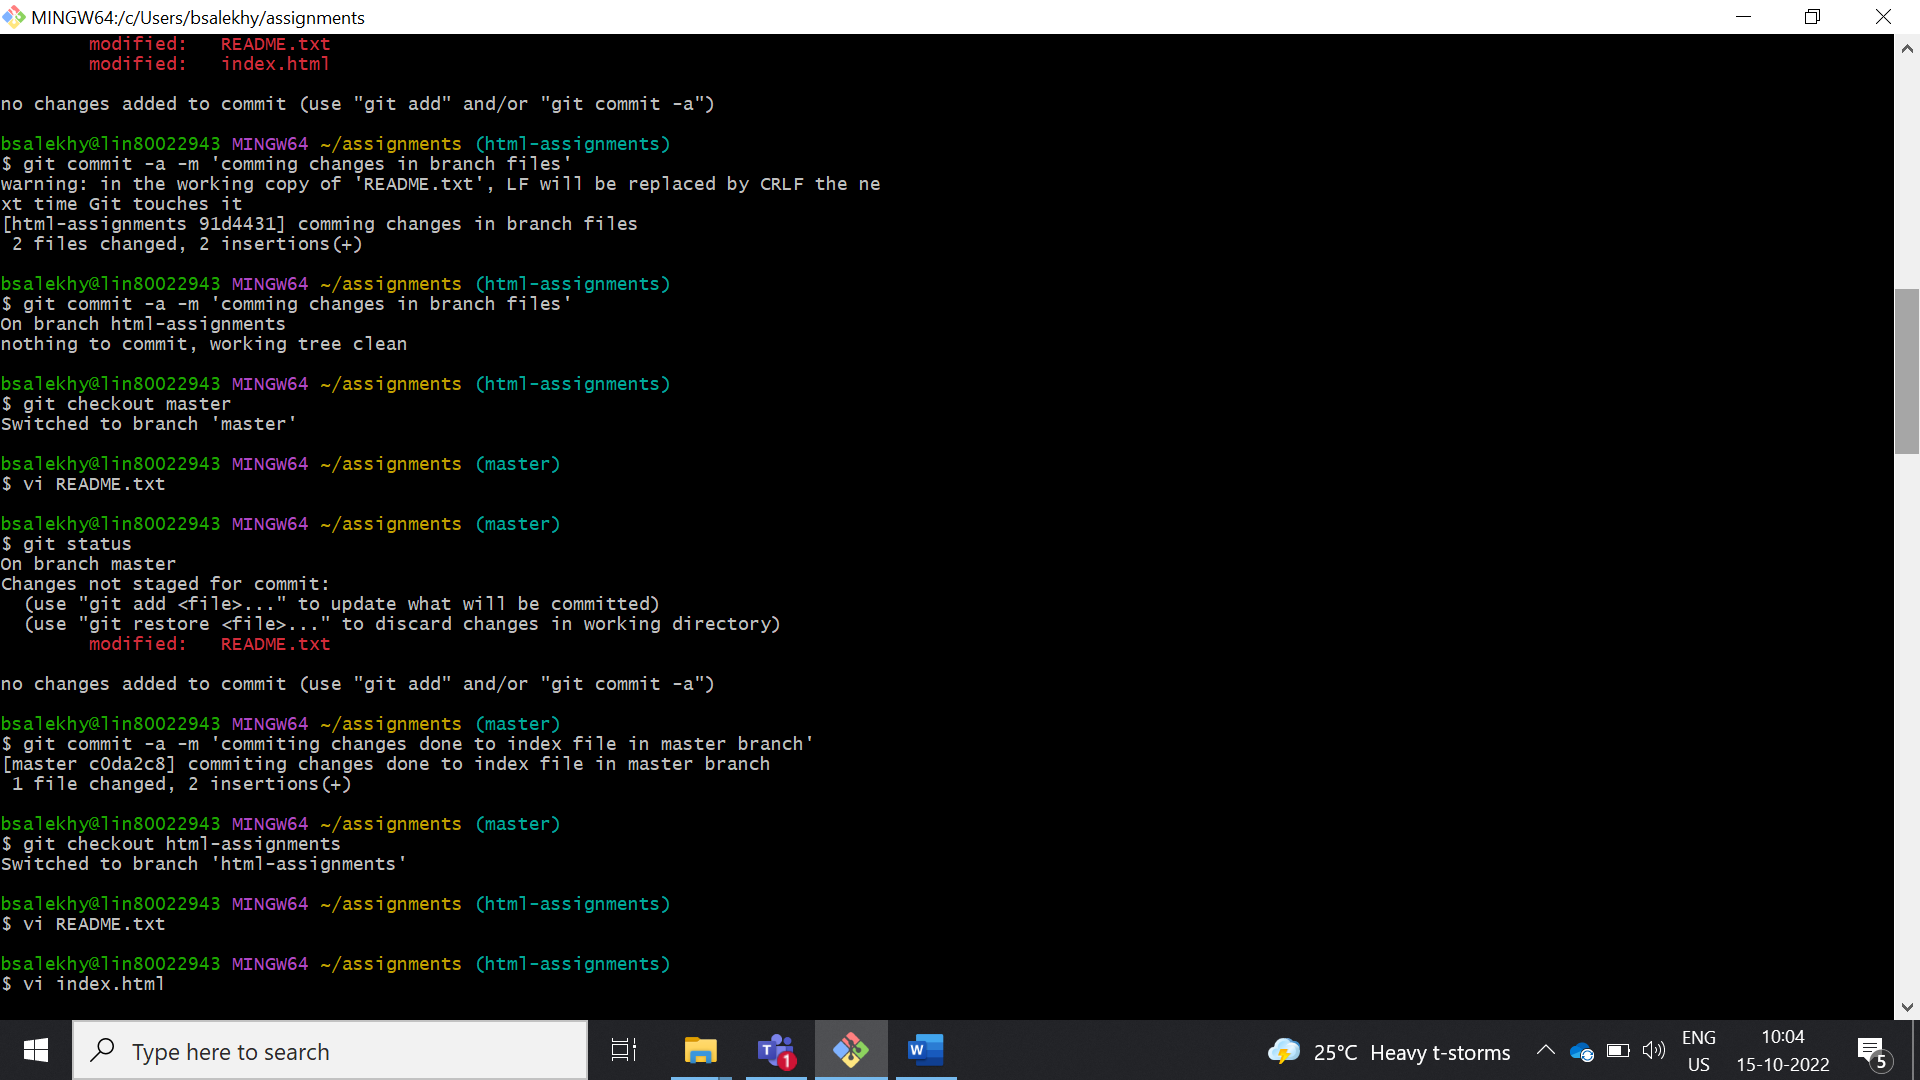 MINGW64:/c/Users/bsalekhy/assignments
modified:   README.txt
modified:   index.html
no changes added to commit (use "git add" and/or "git commit -a")
bsalekhy@lin80022943 MINGW64 ~/assignments (html-assignments)
$ git commit -a -m 'comming changes in branch files'
warning: in the working copy of 'README.txt', LF will be replaced by CRLF the ne
xt time Git touches it
[html-assignments 91d4431] comming changes in branch files
 2 files changed, 2 insertions(+)
bsalekhy@lin80022943 MINGW64 ~/assignments (html-assignments)
$ git commit -a -m 'comming changes in branch files'
On branch html-assignments
nothing to commit, working tree clean
bsalekhy@lin80022943 MINGW64 ~/assignments (html-assignments)
$ git checkout master
Switched to branch 'master'
bsalekhy@lin80022943 MINGW64 ~/assignments (master)
$ vi README.txt
bsalekhy@lin80022943 MINGW64 ~/assignments (master)
$ git status
On branch master
Changes not staged for commit:
  (use "git add <file>..." to update what will be committed)
  (use "git restore <file>..." to discard changes in working directory)
modified:   README.txt
no changes added to commit (use "git add" and/or "git commit -a")
bsalekhy@lin80022943 MINGW64 ~/assignments (master)
$ git commit -a -m 'commiting changes done to index file in master branch'
[master c0da2c8] commiting changes done to index file in master branch
 1 file changed, 2 insertions(+)
bsalekhy@lin80022943 MINGW64 ~/assignments (master)
$ git checkout html-assignments
Switched to branch 'html-assignments'
bsalekhy@lin80022943 MINGW64 ~/assignments (html-assignments)
$ vi README.txt
bsalekhy@lin80022943 MINGW64 ~/assignments (html-assignments)
$ vi index.html
Type here to search
T
1
W
25°C Heavy t-storms
ENG
US
10:04
15-10-2022
5